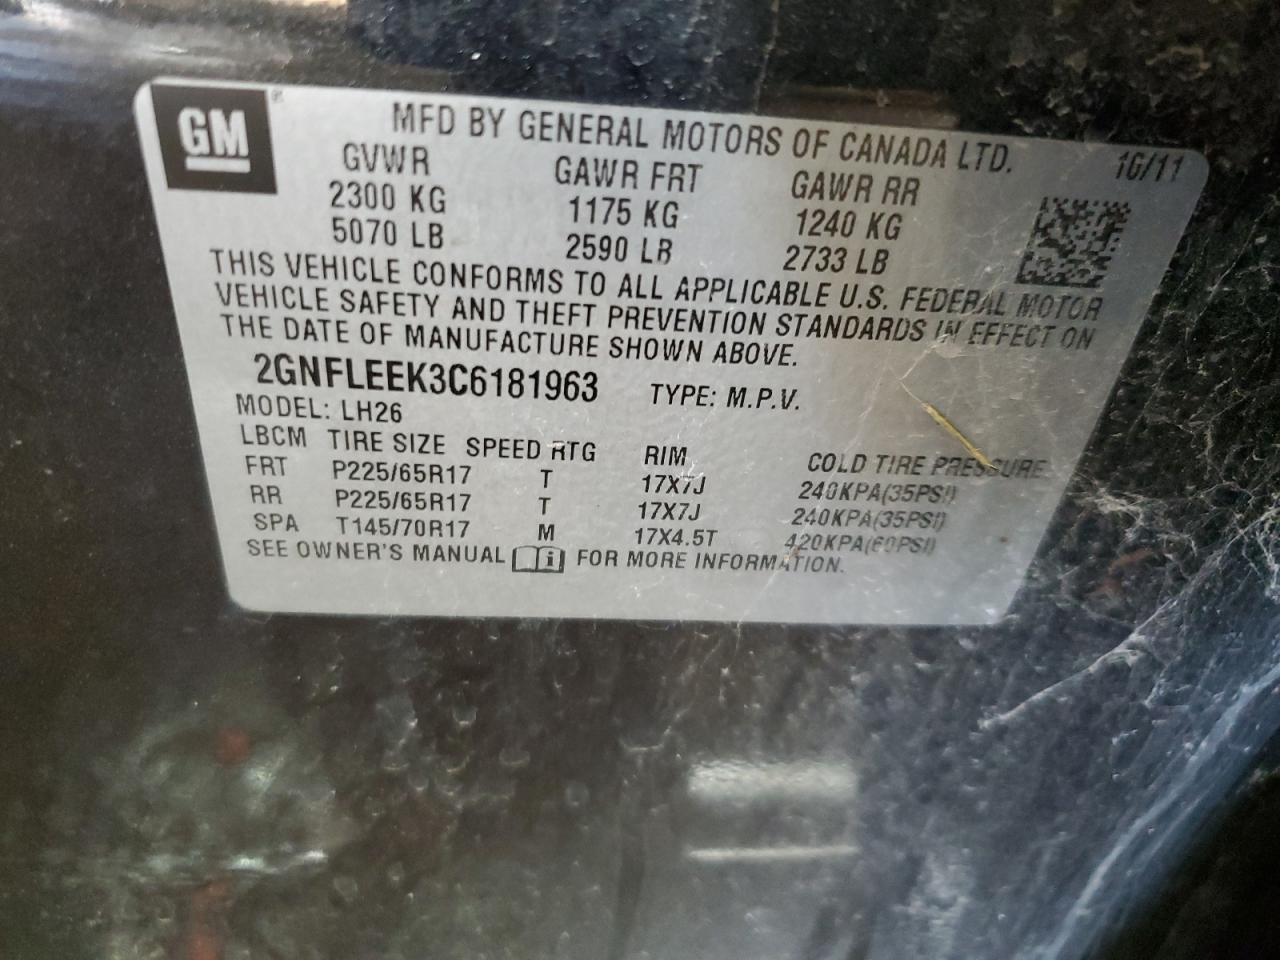 GM
MFD BY GENERAL MOTORS OF CANADA LTD. 10/11
GVWR GAWR FRT GAWR RR
2300 KG 1175 KG 1240 KG
5070 LB 2590 LB 2733 LB
THIS VEHICLE CONFORMS TO ALL APPLICABLE U.S. FEDERAL MOTOR
VEHICLE SAFETY AND THEFT PREVENTION STANDARDS IN EFFECT ON
THE DATE OF MANUFACTURE SHOWN ABOVE.
2GNFLEEK3C6181963 TYPE: M.P.V.
MODEL: LH26
LBCM TIRE SIZE SPEED RTG RIM COLD TIRE PRESSURE
FRT P225/65R17 T 17X7J 240KPA(35PSI)
RR P225/65R17 T 17X7J 240KPA(35PSI)
SPA T145/70R17 M 17X4.5T 420KPA(60PSI)
SEE OWNER'S MANUAL i FOR MORE INFORMATION.